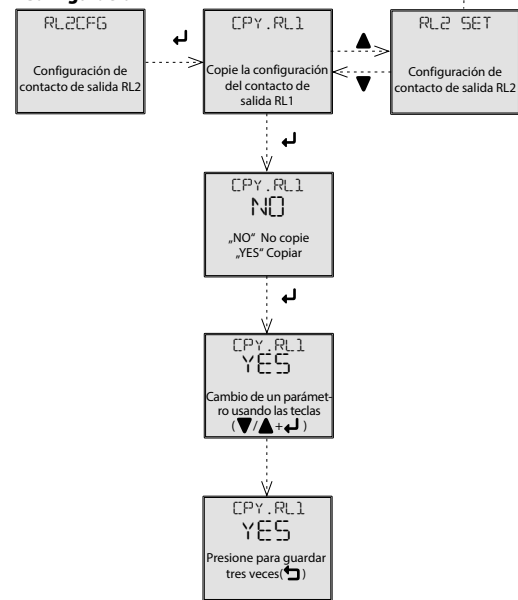 RL2CFG
Configuración de
contacto de salida RL2
CPY.RL1
Copie la configuración
del contacto de
salida RL1
RL2 SET
Configuración de
contacto de salida RL2
CPY.RL1
NO
„NO“ No copie
„YES“ Copiar
CPY.RL1
YES
Cambio de un parámet-
ro usando las teclas
(▼/▲+↵)
CPY.RL1
YES
Presione para guardar
tres veces(⮌)